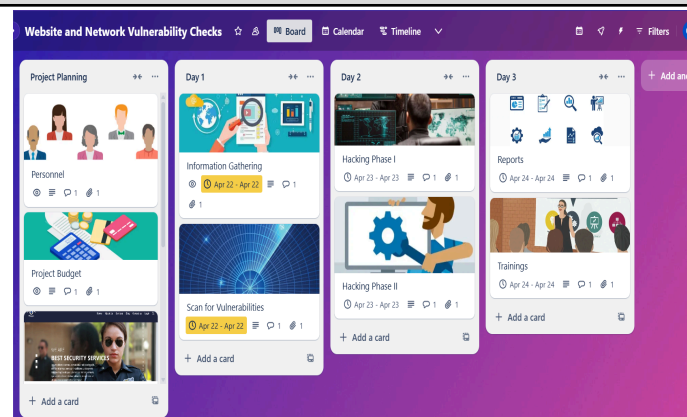 Website and Network Vulnerability Checks
Board
Calendar
Timeline
Filters
Project Planning
Personnel
1
1
Project Budget
1
1
BEST SECURITY SERVICES
+ Add a card
Day 1
Information Gathering
Apr 22 - Apr 22
1
1
Scan for Vulnerabilities
Apr 22 - Apr 22
1
1
+ Add a card
Day 2
Hacking Phase I
Apr 23 - Apr 23
1
1
Hacking Phase II
Apr 23 - Apr 23
1
1
+ Add a card
Day 3
Reports
Apr 24 - Apr 24
1
1
Trainings
Apr 24 - Apr 24
1
1
+ Add a card
+ Add an